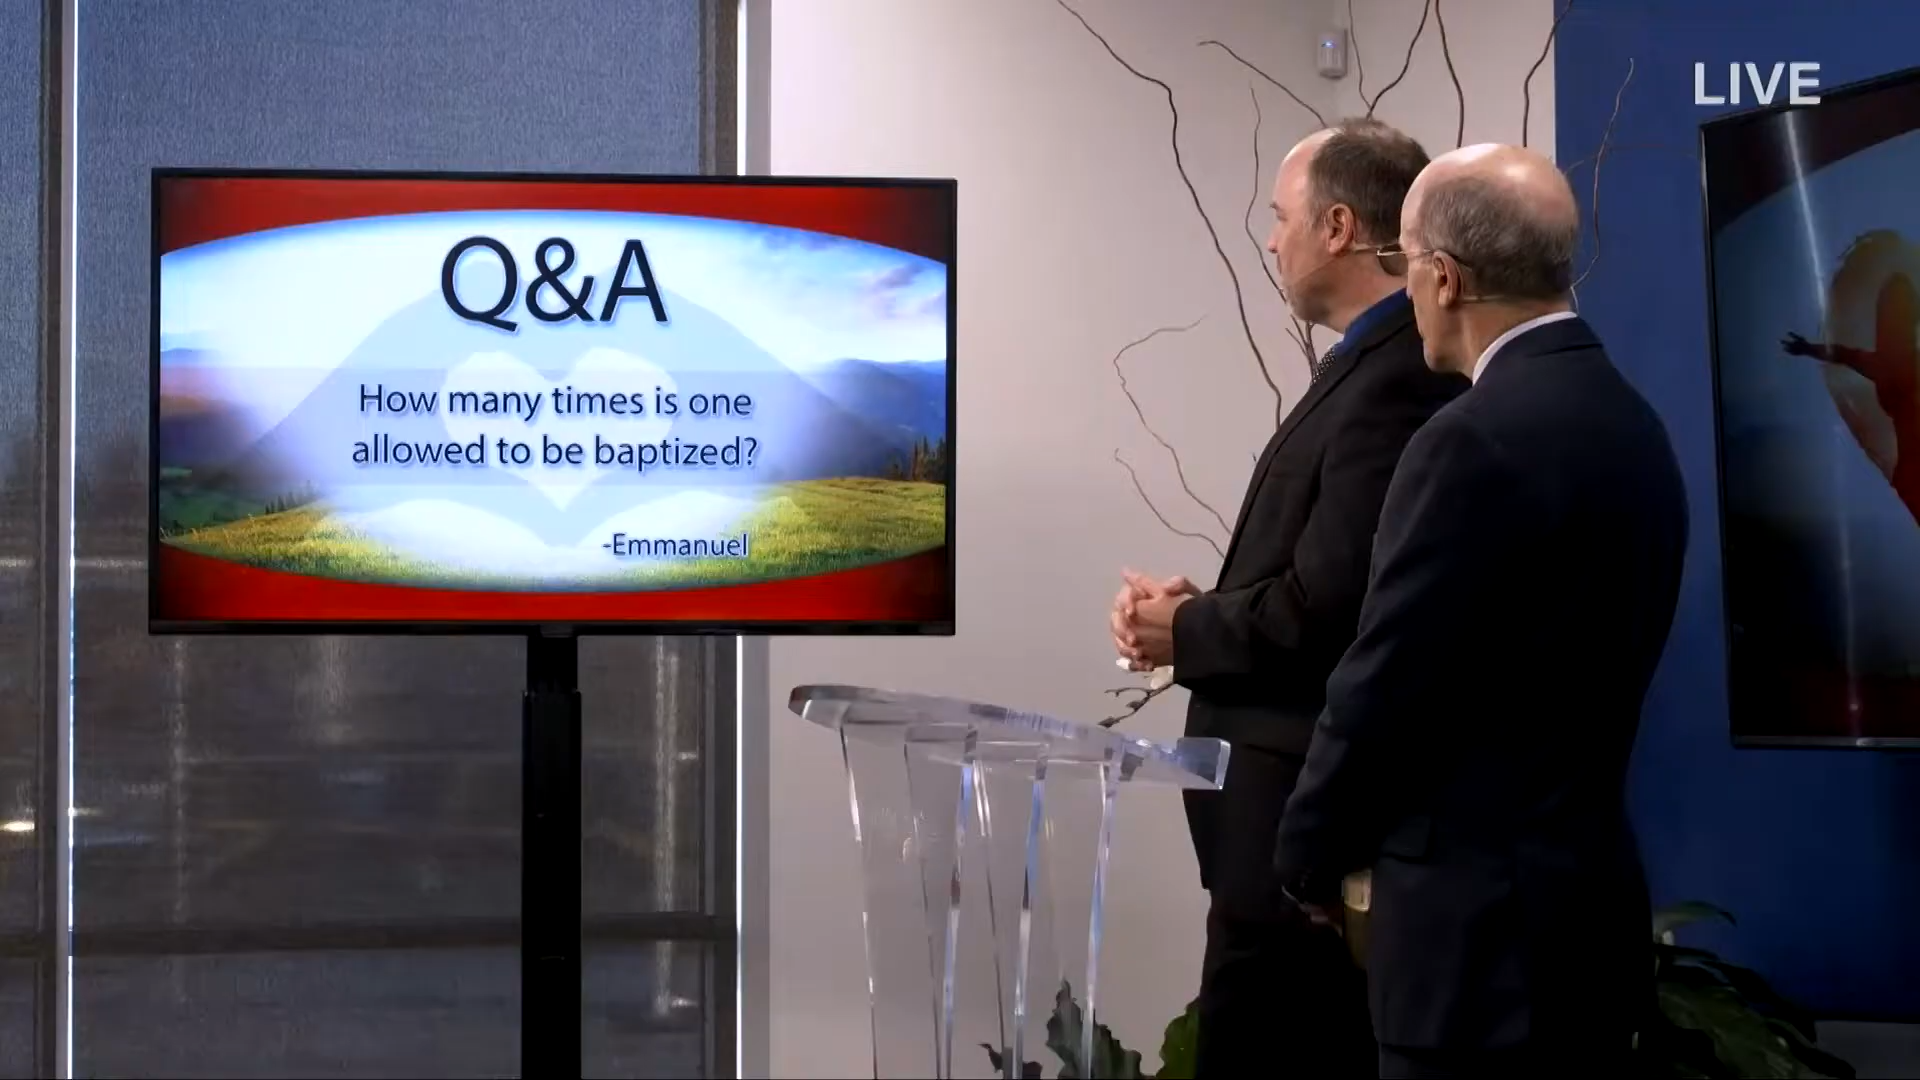 LIVE
Q&A
How many times is one
allowed to be baptized?
-Emmanuel